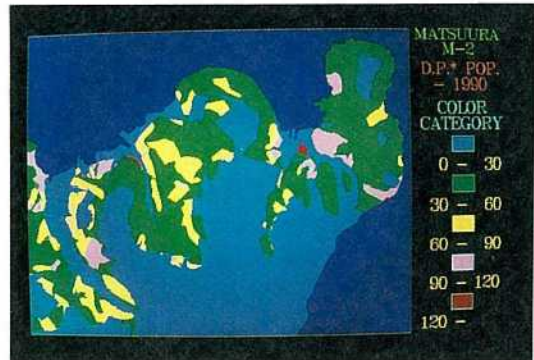 MATSUURA
M-2
D.P.* POP.
- 1990
COLOR
CATEGORY
0 - 30
30 - 60
60 - 90
90 - 120
120 -